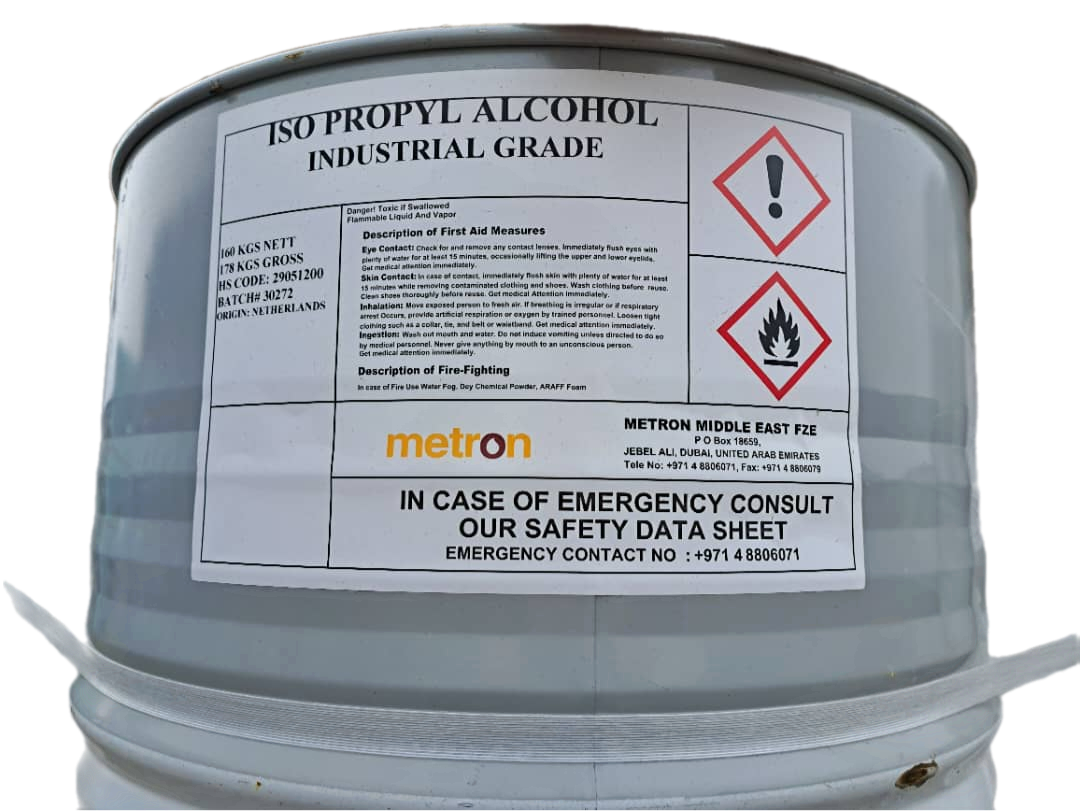 ISO PROPYL ALCOHOL
INDUSTRIAL GRADE
160 KGS NETT
178 KGS GROSS
HS CODE: 29051200
BATCH# 30272
ORIGIN: NETHERLANDS
Danger! Toxic if Swallowed
Flammable Liquid And Vapor
Description of First Aid Measures
Eye Contact: Check for and remove any contact lenses. Immediately flush eyes with
plenty of water for at least 15 minutes, occasionally lifting the upper and lower eyelids.
Get medical attention immediately.
Skin Contact: In case of contact, immediately flush skin with plenty of water for at least
15 minutes while removing contaminated clothing and shoes. Wash clothing before reuse.
Clean shoes thoroughly before reuse. Get medical Attention Immediately.
Inhalation: Move exposed person to fresh air. If breathing is irregular or if respiratory
arrest Occurs, provide artificial respiration or oxygen by trained personnel. Loosen tight
clothing such as a collar, tie, and belt or waistband. Get medical attention immediately.
Ingestion: Wash out mouth and water. Do not induce vomiting unless directed to do so
by medical personnel. Never give anything by mouth to an unconscious person.
Get medical attention immediately.
Description of Fire-Fighting
In case of Fire Use Water Fog, Dey Chemical Powder, ARAFF Foam
metron
METRON MIDDLE EAST FZE
P O Box 18659,
JEBEL ALI, DUBAI, UNITED ARAB EMIRATES
Tele No: +971 4 8806071, Fax: +971 4 8806079
IN CASE OF EMERGENCY CONSULT
OUR SAFETY DATA SHEET
EMERGENCY CONTACT NO : +971 4 8806071